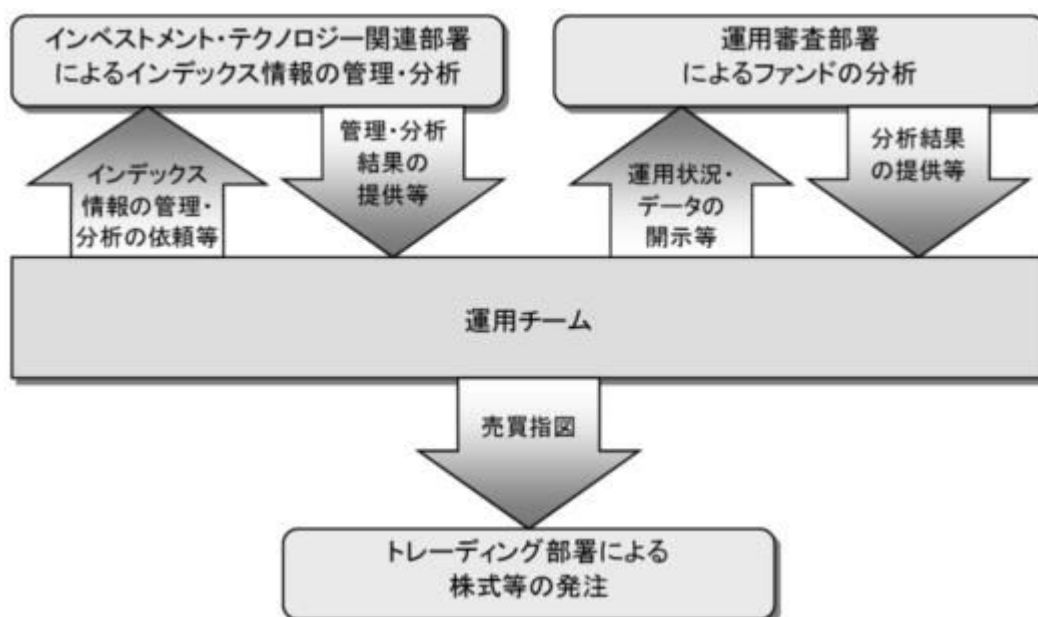 インベストメント・テクノロジー関連部署
によるインデックス情報の管理・分析
運用審査部署
によるファンドの分析
インデックス
情報の管理・
分析の依頼等
管理・分析
結果の
提供等
運用状況・
データの
開示等
分析結果
の提供等
運用チーム
売買指図
トレーディング部署による
株式等の発注